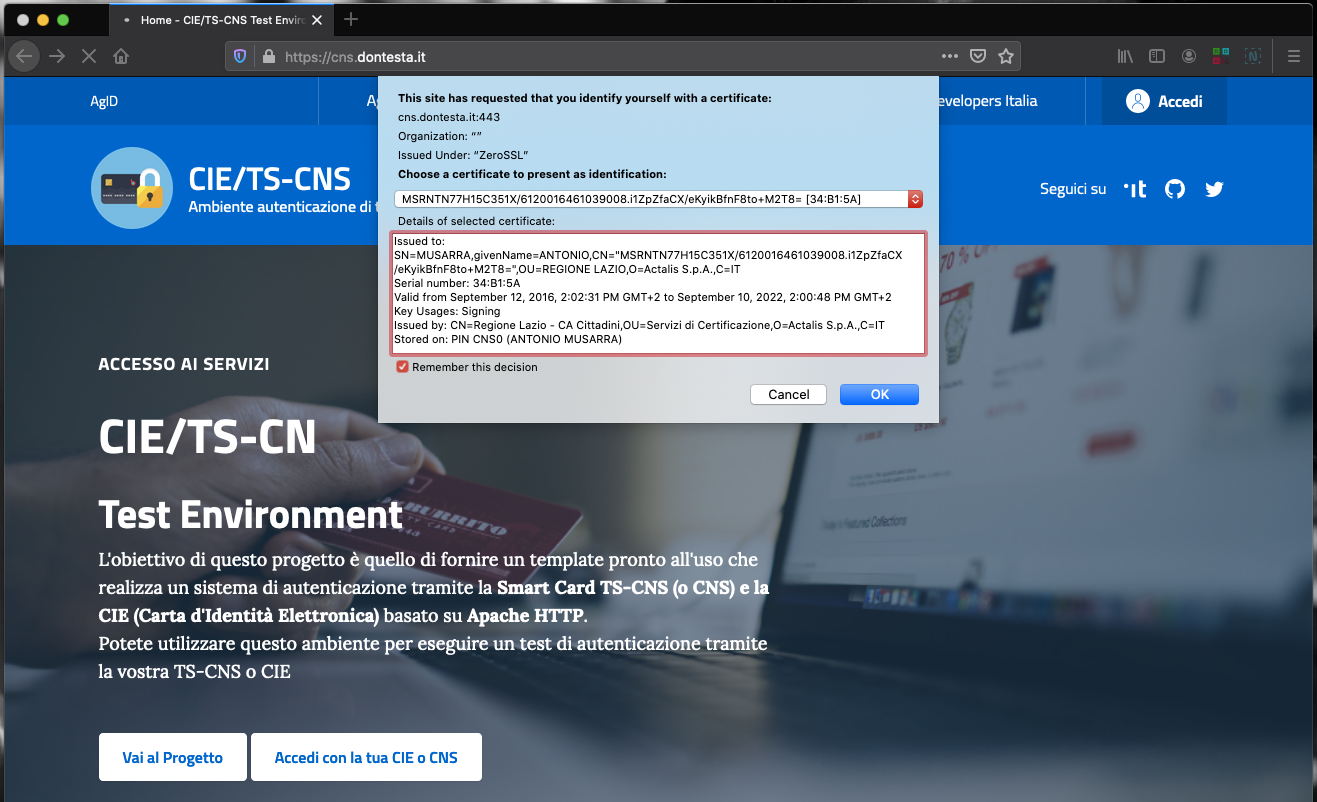 Home - CIE/TS-CNS Test Enviro
https://cns.dontesta.it
AgID
Ag
evelopers Italia
Accedi
CIE/TS-CNS
Ambiente autenticazione di t
Seguici su
This site has requested that you identify yourself with a certificate:
cns.dontesta.it:443
Organization: “”
Issued Under: “ZeroSSL”
Choose a certificate to present as identification:
MSRNTN77H15C351X/6120016461039008.i1ZpZfaCX/eKyikBfnF8to+M2T8= [34:B1:5A]
Details of selected certificate:
Issued to:
SN=MUSARRA,givenName=ANTONIO,CN="MSRNTN77H15C351X/6120016461039008.i1ZpZfaCX
/eKyikBfnF8to+M2T8=",OU=REGIONE LAZIO,O=Actalis S.p.A.,C=IT
Serial number: 34:B1:5A
Valid from September 12, 2016, 2:02:31 PM GMT+2 to September 10, 2022, 2:00:48 PM GMT+2
Key Usages: Signing
Issued by: CN=Regione Lazio - CA Cittadini,OU=Servizi di Certificazione,O=Actalis S.p.A.,C=IT
Stored on: PIN CNS0 (ANTONIO MUSARRA)
Remember this decision
Cancel
OK
70 % OFF
ACCESSO AI SERVIZI
CIE/TS-CN
Test Environment
L'obiettivo di questo progetto è quello di fornire un template pronto all'uso che
realizza un sistema di autenticazione tramite la Smart Card TS-CNS (o CNS) e la
CIE (Carta d'Identità Elettronica) basato su Apache HTTP.
Potete utilizzare questo ambiente per eseguire un test di autenticazione tramite
la vostra TS-CNS o CIE
Vai al Progetto
Accedi con la tua CIE o CNS